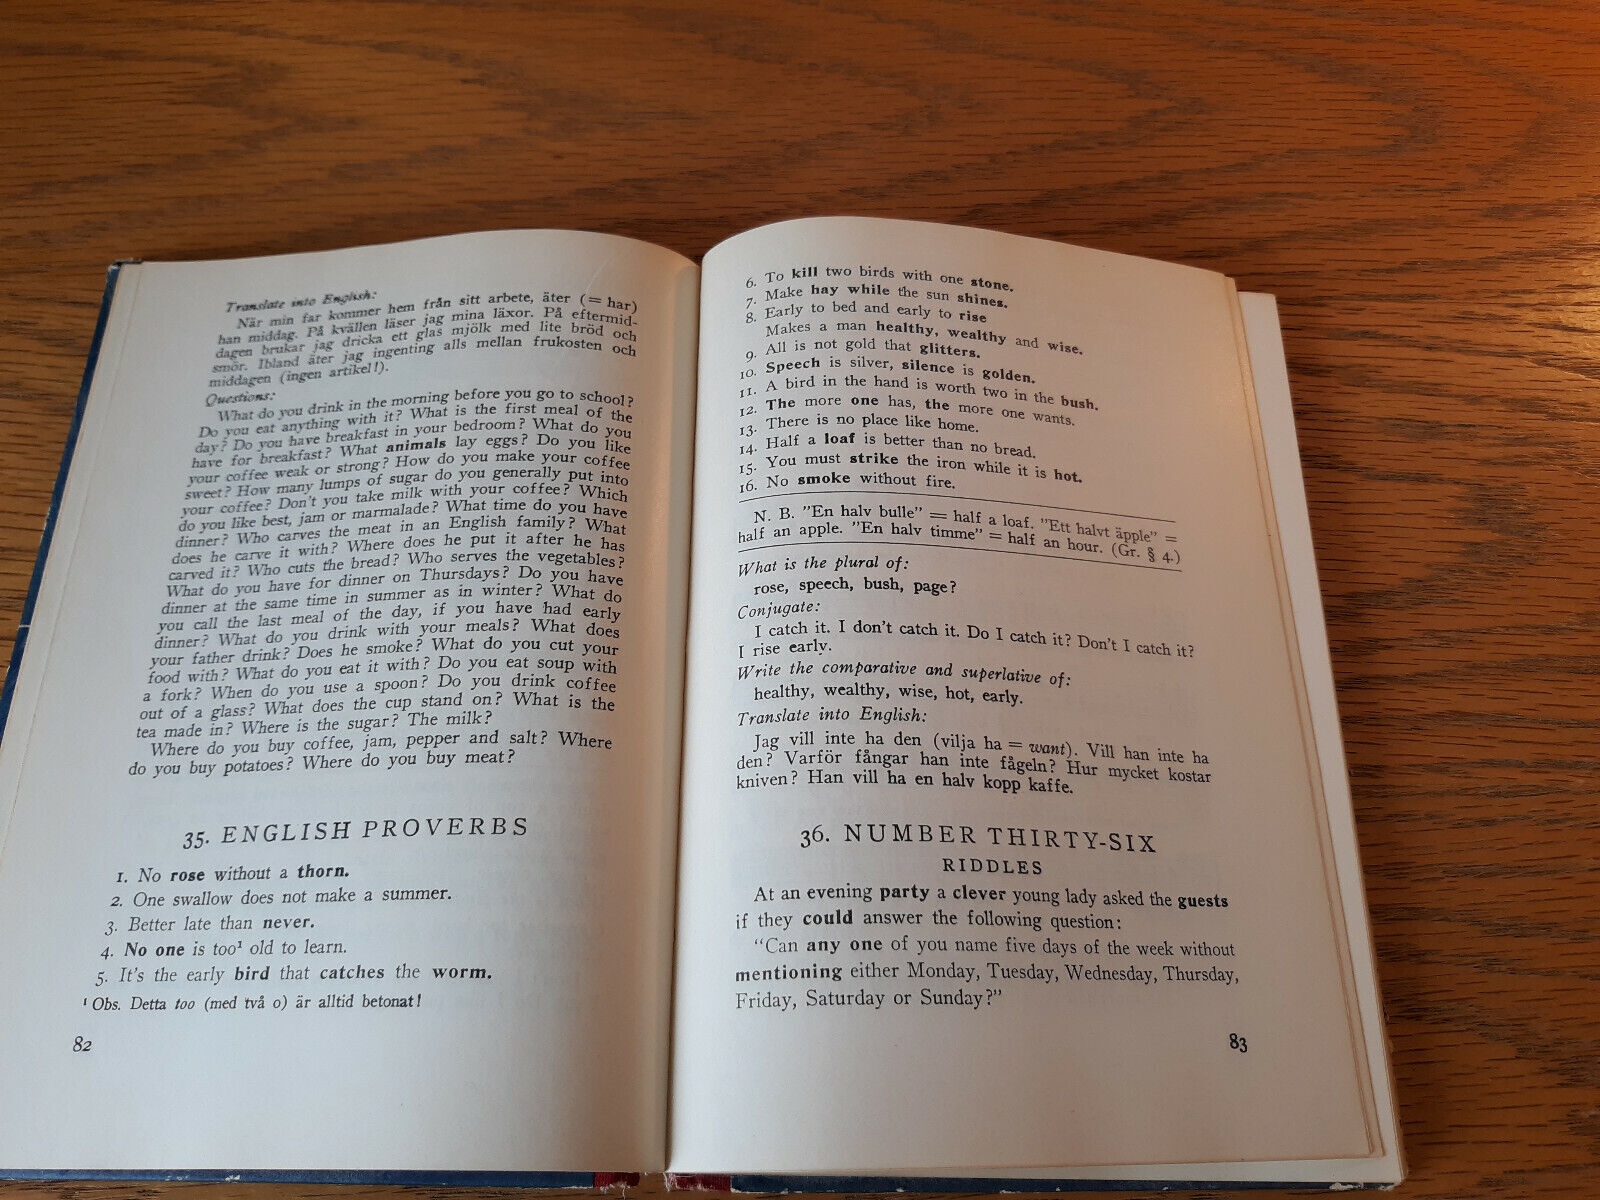 Translate into English:
När min far kommer hem från sitt arbete, äter (= har)
han middag. På kvällen läser jag mina läxor. På eftermid-
dagen brukar jag dricka ett glas mjölk med lite bröd och
smör. Ibland äter jag ingenting alls mellan frukosten och
middagen (ingen artikel!).
Questions:
What do you drink in the morning before you go to school?
Do you eat anything with it? What is the first meal of the
day? Do you have breakfast in your bedroom? What do you
have for breakfast? What animals lay eggs? Do you like
your coffee weak or strong? How do you make your coffee
sweet? How many lumps of sugar do you generally put into
your coffee? Don't you take milk with your coffee? Which
do you like best, jam or marmalade? What time do you have
dinner? Who carves the meat in an English family? What
does he carve it with? Where does he put it after he has
carved it? Who cuts the bread? Who serves the vegetables?
What do you have for dinner on Thursdays? Do you have
dinner at the same time in summer as in winter? What do
you call the last meal of the day, if you have had early
dinner? What do you drink with your meals? What does
your father drink? Does he smoke? What do you cut your
food with? What do you eat it with? Do you eat soup with
a fork? When do you use a spoon? Do you drink coffee
out of a glass? What does the cup stand on? What is the
tea made in? Where is the sugar? The milk?
Where do you buy coffee, jam, pepper and salt? Where
do you buy potatoes? Where do you buy meat?
35. ENGLISH PROVERBS
1. No rose without a thorn.
2. One swallow does not make a summer.
3. Better late than never.
4. No one is too¹ old to learn.
5. It's the early bird that catches the worm.
¹ Obs. Detta too (med två o) är alltid betonat!
82
6. To kill two birds with one stone.
7. Make hay while the sun shines.
8. Early to bed and early to rise
Makes a man healthy, wealthy and wise.
9. All is not gold that glitters.
10. Speech is silver, silence is golden.
11. A bird in the hand is worth two in the bush.
12. The more one has, the more one wants.
13. There is no place like home.
14. Half a loaf is better than no bread.
15. You must strike the iron while it is hot.
16. No smoke without fire.
N. B. "En halv bulle" = half a loaf. "Ett halvt äpple" =
half an apple. "En halv timme" = half an hour. (Gr. § 4.)
What is the plural of:
rose, speech, bush, page?
Conjugate:
I catch it. I don't catch it. Do I catch it? Don't I catch it?
I rise early.
Write the comparative and superlative of:
healthy, wealthy, wise, hot, early.
Translate into English:
Jag vill inte ha den (vilja ha = want). Vill han inte ha
den? Varför fångar han inte fågeln? Hur mycket kostar
kniven? Han vill ha en halv kopp kaffe.
36. NUMBER THIRTY-SIX
RIDDLES
At an evening party a clever young lady asked the guests
if they could answer the following question:
"Can any one of you name five days of the week without
mentioning either Monday, Tuesday, Wednesday, Thursday,
Friday, Saturday or Sunday?"
83